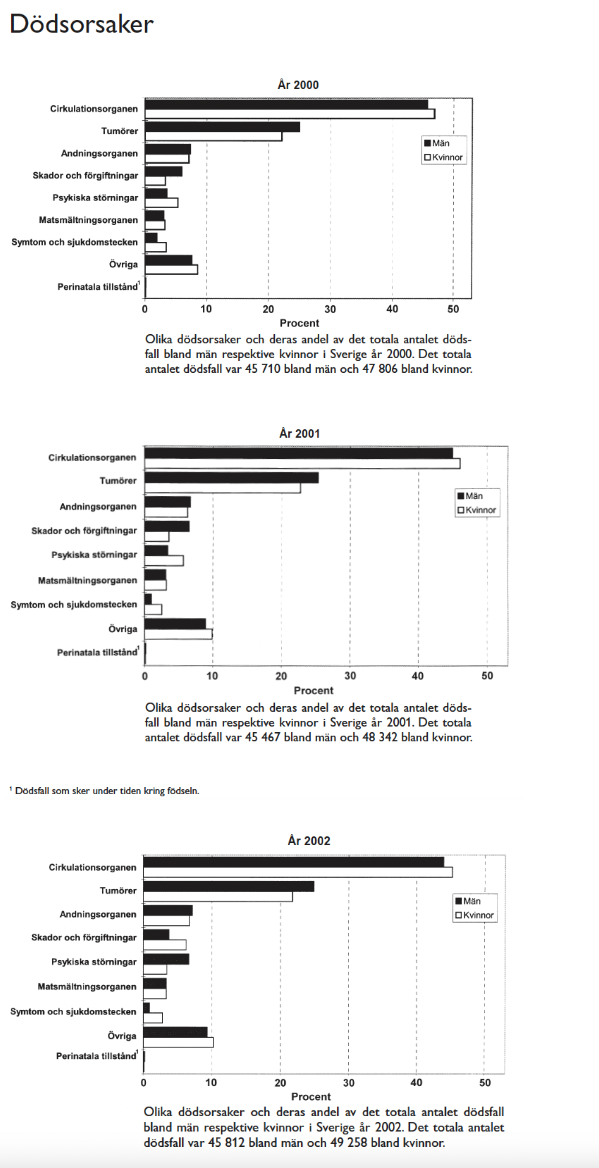 Dödsorsaker
År 2000
Cirkulationsorganen
Tumörer
Andningsorganen
Skador och förgiftningar
Psykiska störningar
Matsmältningsorganen
Symtom och sjukdomstecken
Övriga
Perinatala tillstånd1
Män
Kvinnor
0 10 20 30 40 50
Procent
Olika dödsorsaker och deras andel av det totala antalet döds-
fall bland män respektive kvinnor i Sverige år 2000. Det totala
antalet dödsfall var 45 710 bland män och 47 806 bland kvinnor.
År 2001
Cirkulationsorganen
Tumörer
Andningsorganen
Skador och förgiftningar
Psykiska störningar
Matsmältningsorganen
Symtom och sjukdomstecken
Övriga
Perinatala tillstånd1
Män
Kvinnor
0 10 20 30 40 50
Procent
Olika dödsorsaker och deras andel av det totala antalet döds-
fall bland män respektive kvinnor i Sverige år 2001. Det totala
antalet dödsfall var 45 467 bland män och 48 342 bland kvinnor.
1 Dödsfall som sker under tiden kring födseln.
År 2002
Cirkulationsorganen
Tumörer
Andningsorganen
Skador och förgiftningar
Psykiska störningar
Matsmältningsorganen
Symtom och sjukdomstecken
Övriga
Perinatala tillstånd1
Män
Kvinnor
0 10 20 30 40 50
Procent
Olika dödsorsaker och deras andel av det totala antalet dödsfall
bland män respektive kvinnor i Sverige år 2002. Det totala antalet
dödsfall var 45 812 bland män och 49 258 bland kvinnor.